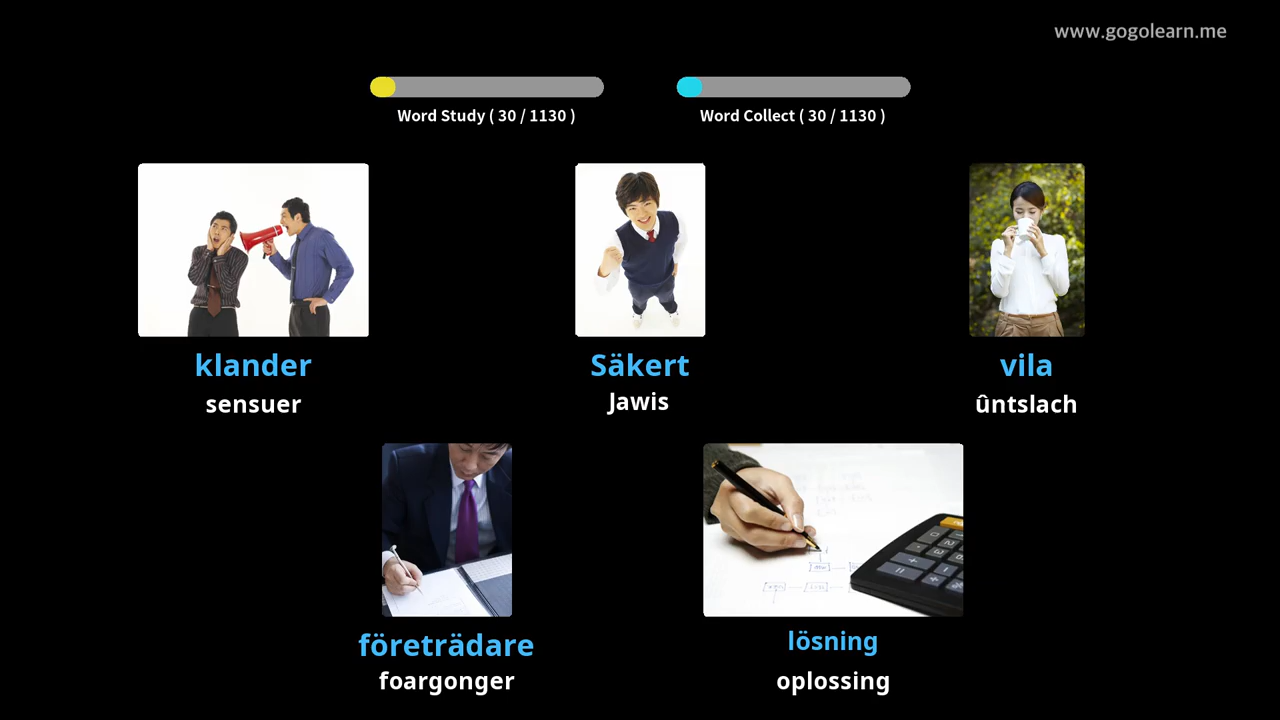 www.gogolearn.me
Word Study ( 30 / 1130 )
Word Collect ( 30 / 1130 )
klander
sensuer
Säkert
Jawis
vila
ûntslach
företrädare
foargonger
lösning
oplossing